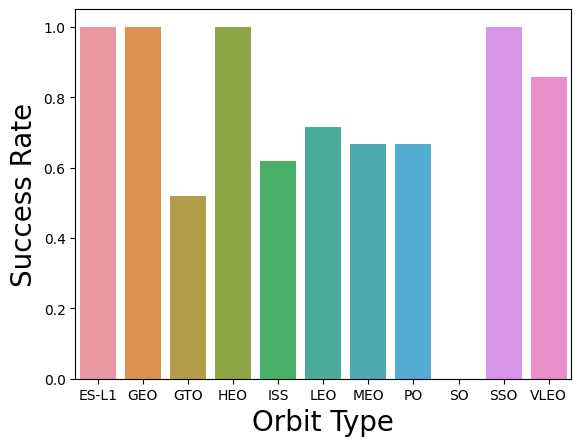 1.0
0.8
0.6
0.4
0.2
0.0
Success Rate
ES-L1 GEO GTO HEO ISS LEO MEO PO SO SSO VLEO
Orbit Type